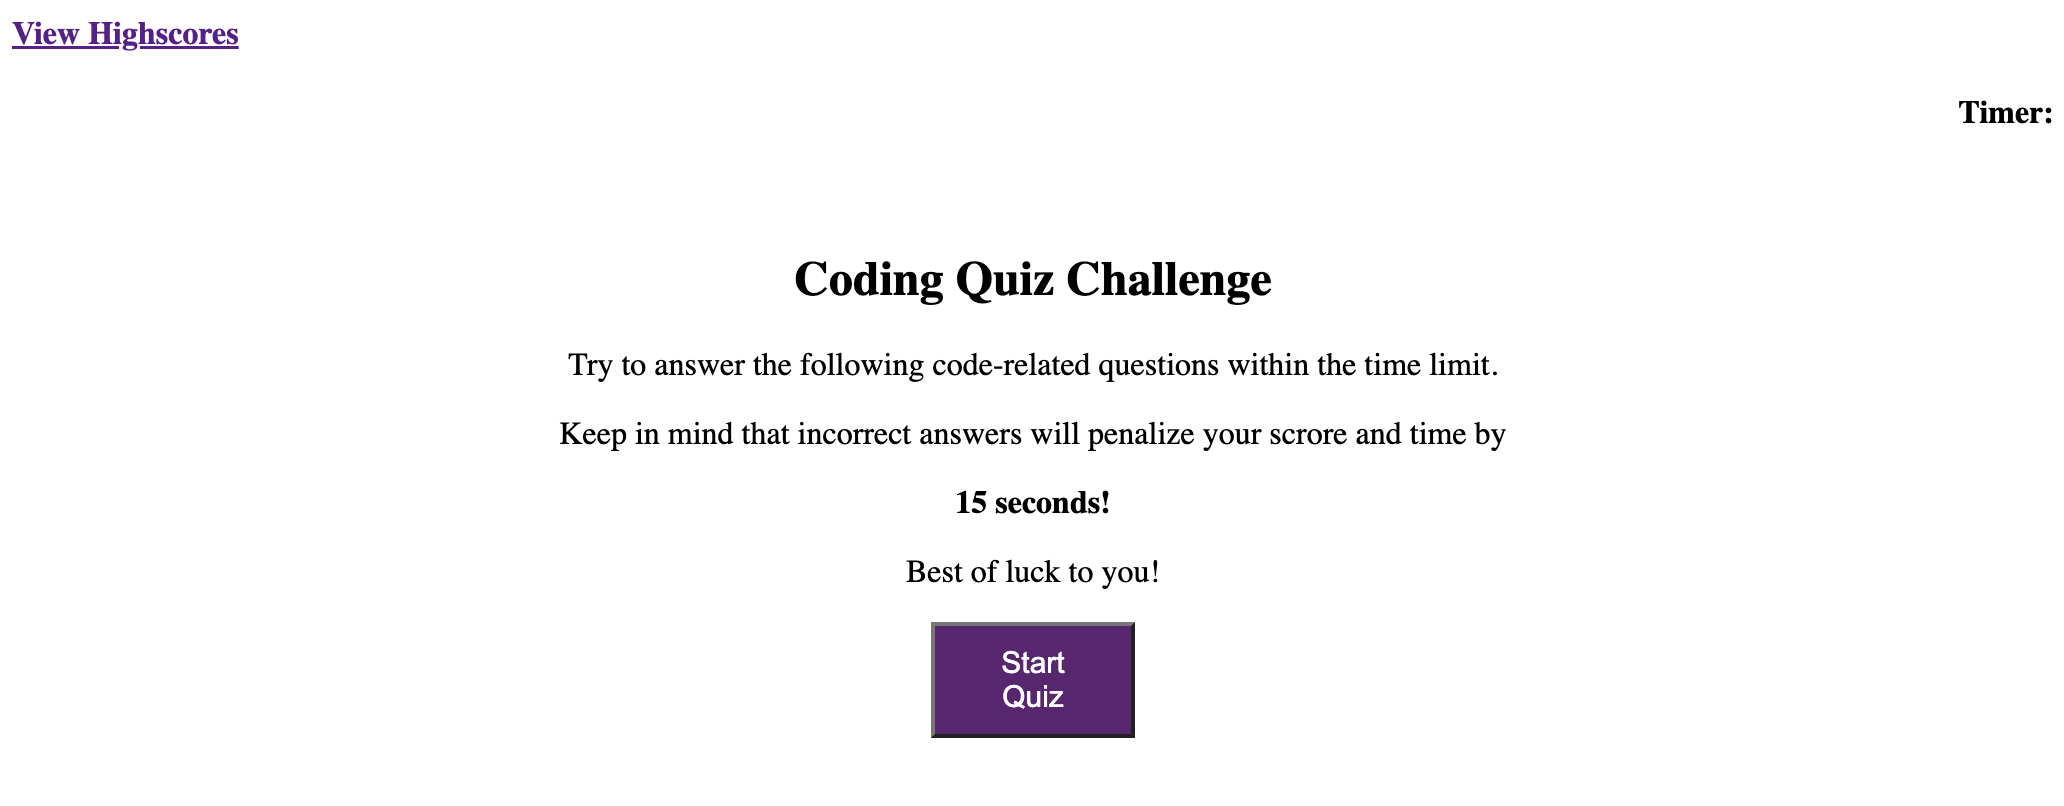 View Highscores
Timer:
Coding Quiz Challenge
Try to answer the following code-related questions within the time limit.
Keep in mind that incorrect answers will penalize your scrore and time by
15 seconds!
Best of luck to you!
Start
Quiz